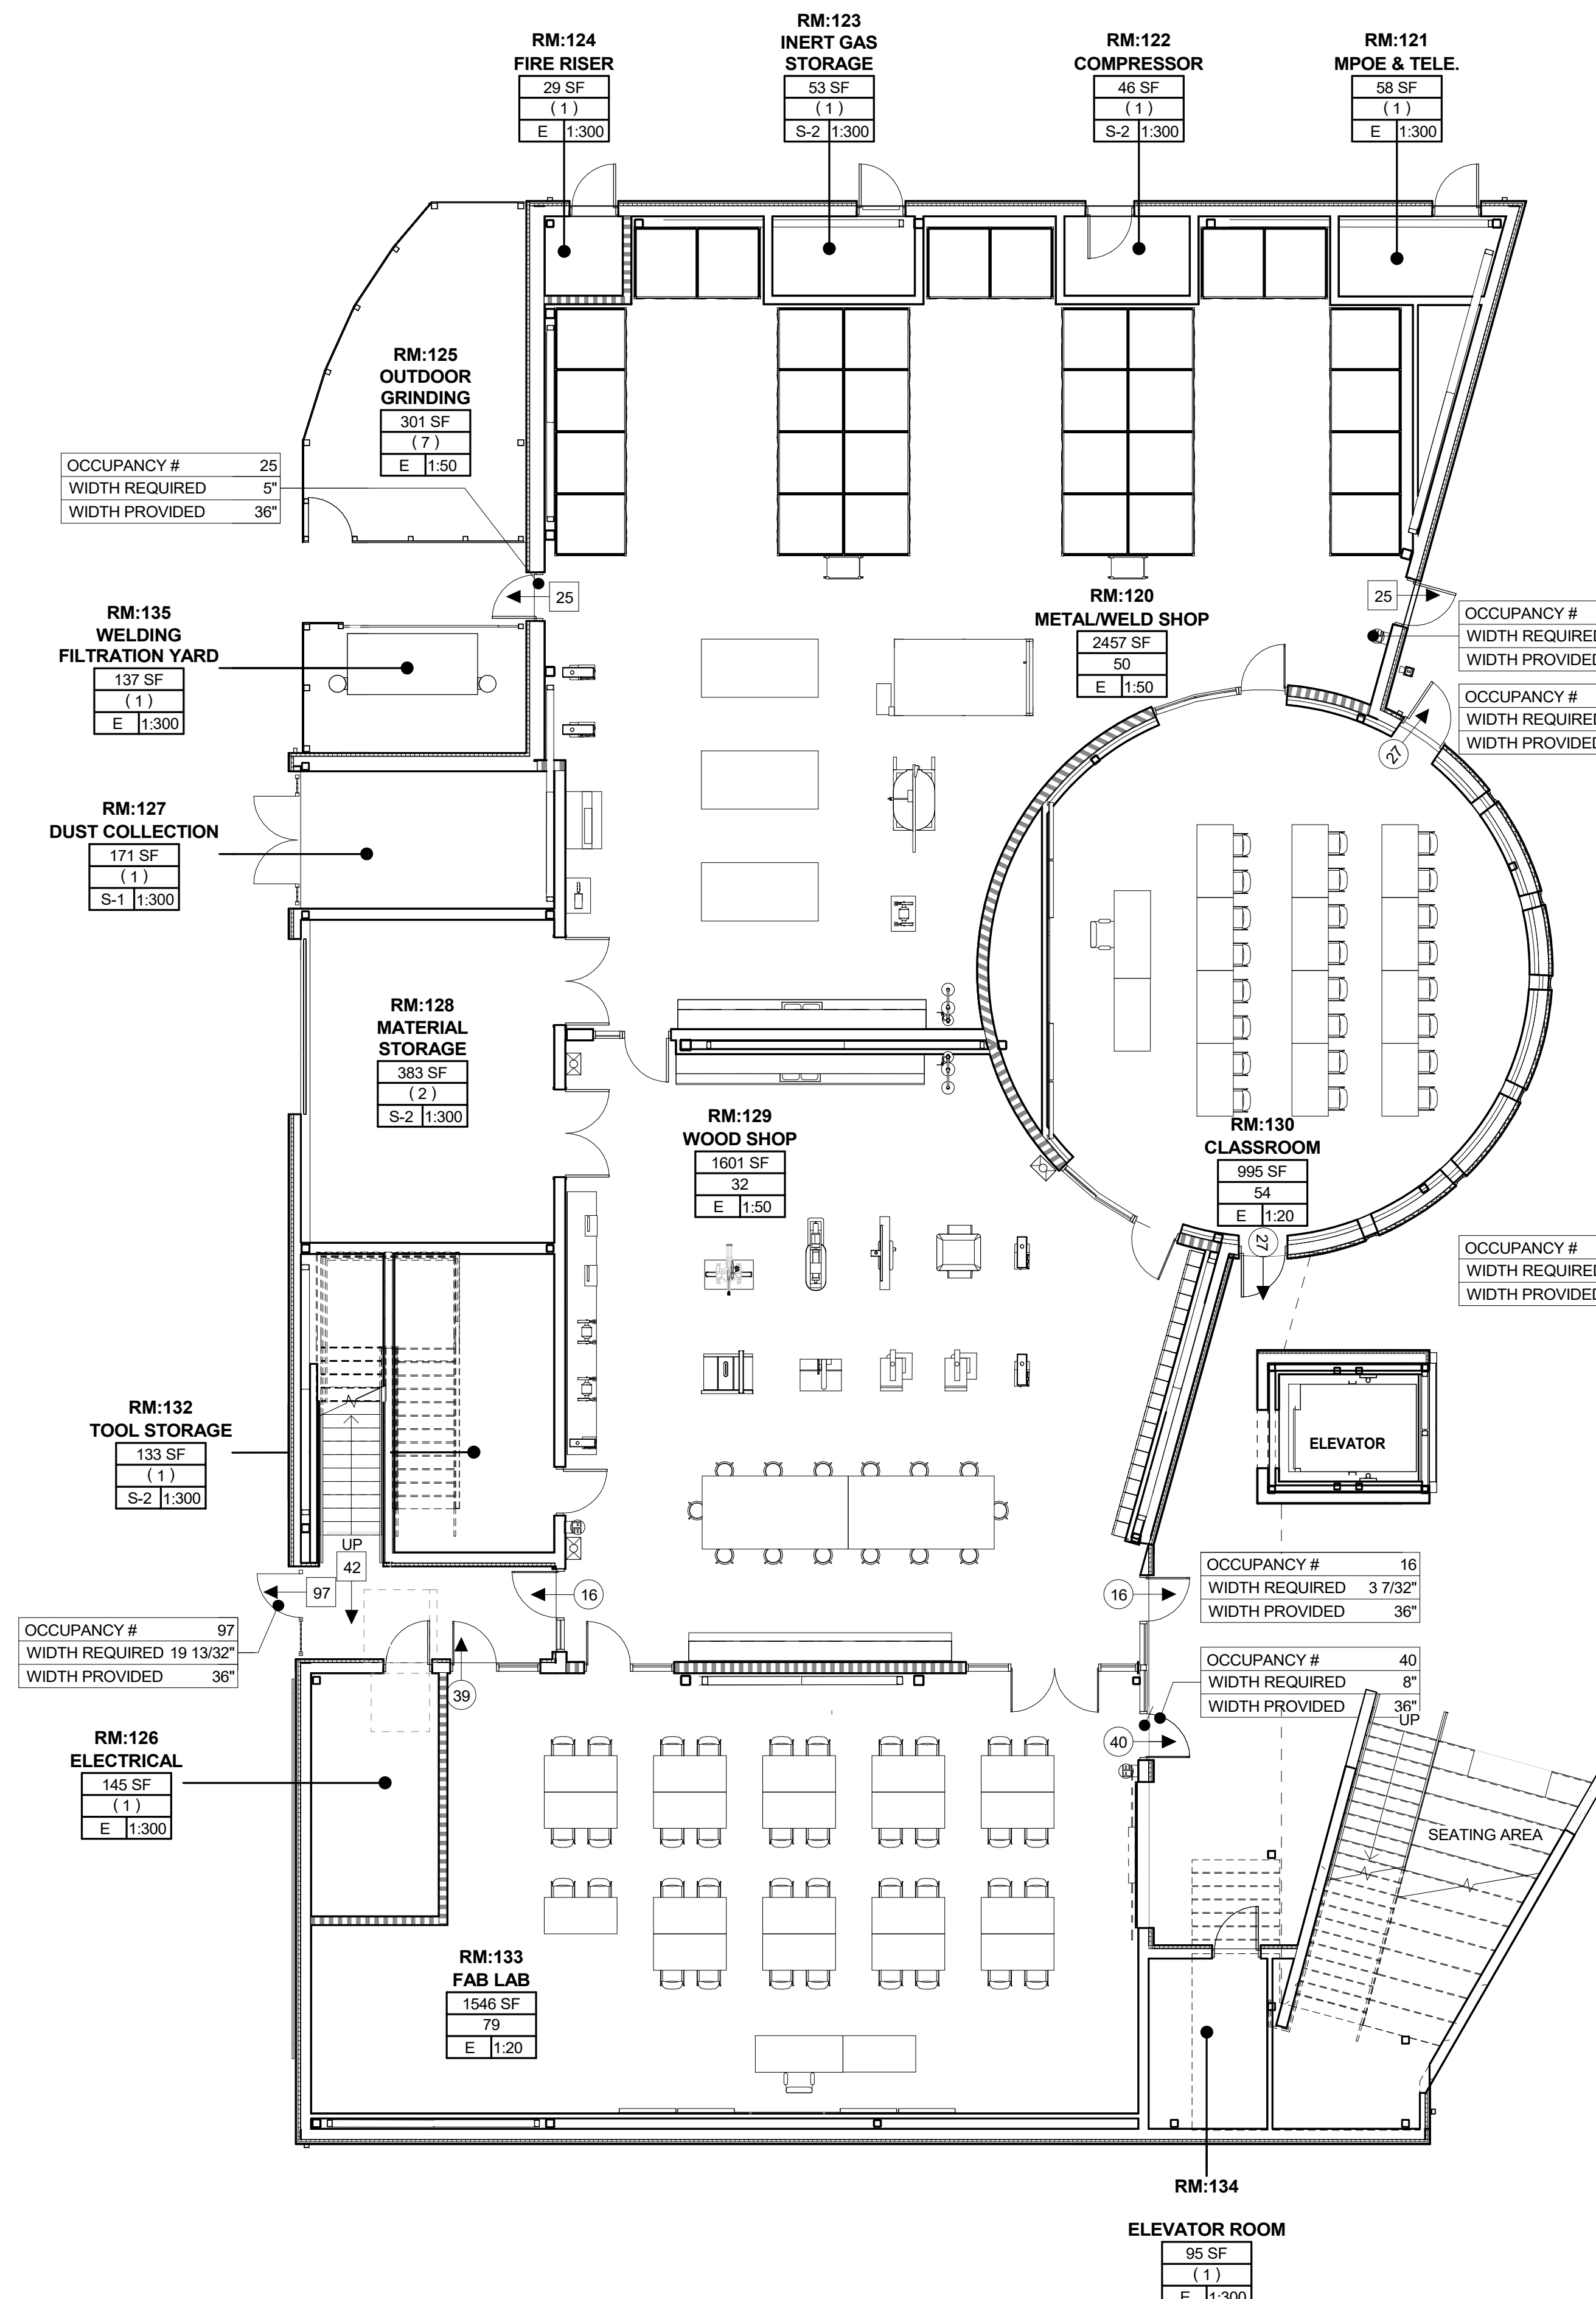 RM:124
FIRE RISER
29 SF
( 1 )
E 1:300
RM:123
INERT GAS
STORAGE
53 SF
( 1 )
S-2 1:300
RM:122
COMPRESSOR
46 SF
( 1 )
S-2 1:300
RM:121
MPOE & TELE.
58 SF
( 1 )
E 1:300
RM:125
OUTDOOR
GRINDING
301 SF
( 7 )
E 1:50
OCCUPANCY # 25
WIDTH REQUIRED 5"
WIDTH PROVIDED 36"
25
RM:120
METAL/WELD SHOP
2457 SF
50
E 1:50
25
OCCUPANCY #
WIDTH REQUIRED
WIDTH PROVIDED
OCCUPANCY #
WIDTH REQUIRED
WIDTH PROVIDED
27
RM:135
WELDING
FILTRATION YARD
137 SF
( 1 )
E 1:300
RM:127
DUST COLLECTION
171 SF
( 1 )
S-1 1:300
RM:128
MATERIAL
STORAGE
383 SF
( 2 )
S-2 1:300
RM:129
WOOD SHOP
1601 SF
32
E 1:50
RM:130
CLASSROOM
995 SF
54
E 1:20
27
OCCUPANCY #
WIDTH REQUIRED
WIDTH PROVIDED
RM:132
TOOL STORAGE
133 SF
( 1 )
S-2 1:300
ELEVATOR
UP
42
97
16
16
OCCUPANCY # 16
WIDTH REQUIRED 3 7/32"
WIDTH PROVIDED 36"
OCCUPANCY # 97
WIDTH REQUIRED 19 13/32"
WIDTH PROVIDED 36"
39
OCCUPANCY # 40
WIDTH REQUIRED 8"
WIDTH PROVIDED 36"
40
UP
SEATING AREA
RM:126
ELECTRICAL
145 SF
( 1 )
E 1:300
RM:133
FAB LAB
1546 SF
79
E 1:20
RM:134
ELEVATOR ROOM
95 SF
( 1 )
E 1:300